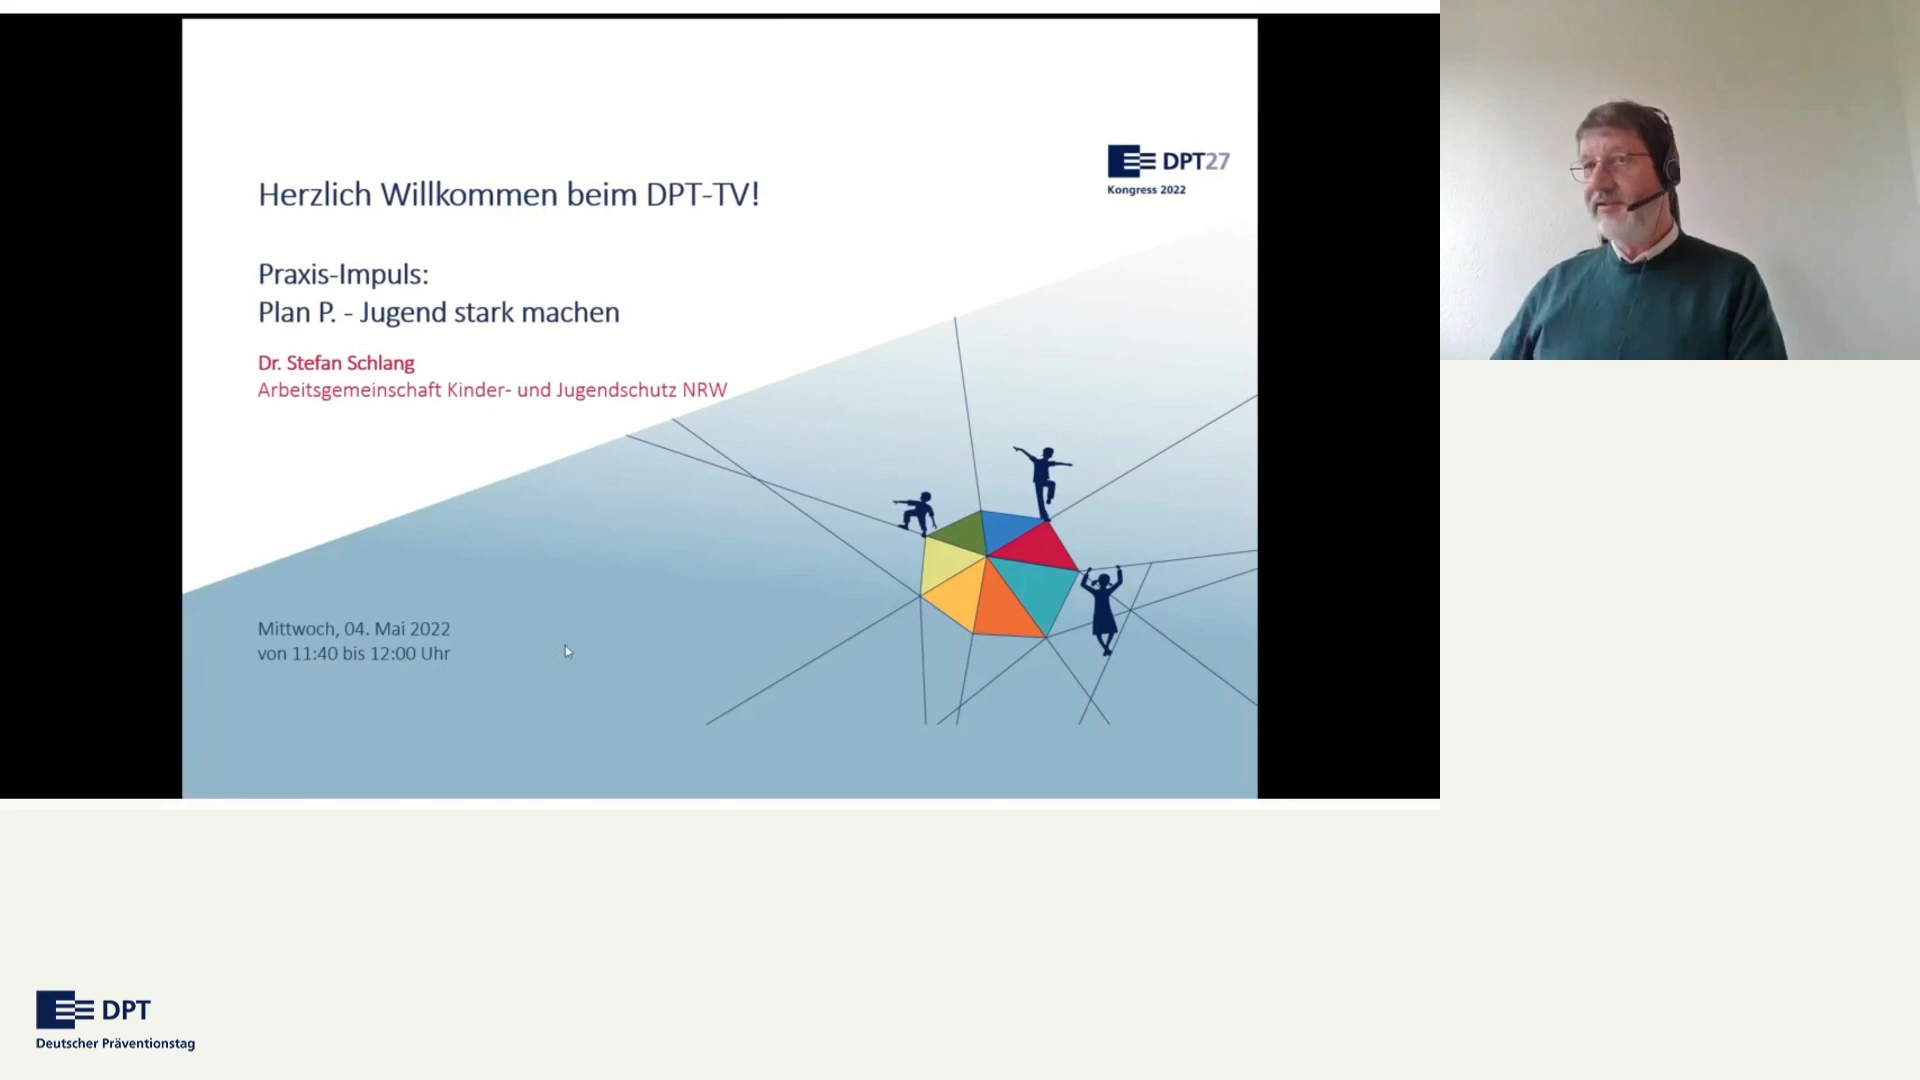 Herzlich Willkommen beim DPT-TV!
DPT27
Kongress 2022
Praxis-Impuls:
Plan P. - Jugend stark machen
Dr. Stefan Schlang
Arbeitsgemeinschaft Kinder- und Jugendschutz NRW
Mittwoch, 04. Mai 2022
von 11:40 bis 12:00 Uhr
DPT
Deutscher Präventionstag